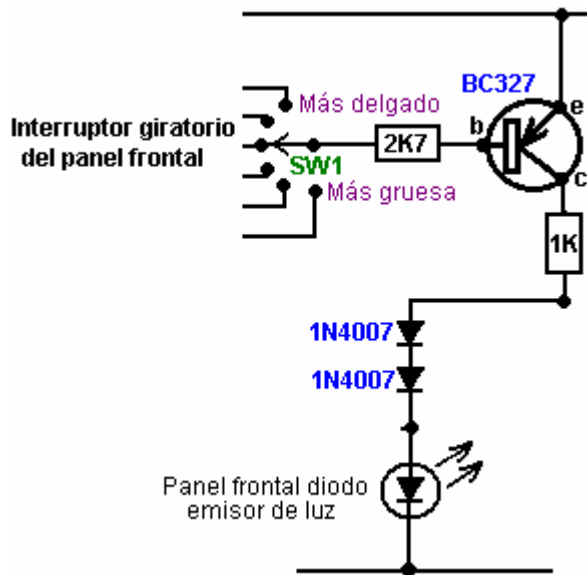 BC327
e
Más delgado
Interruptor giratorio
del panel frontal
2K7
b
SW1
c
Más gruesa
1K
1N4007
1N4007
Panel frontal diodo
emisor de luz